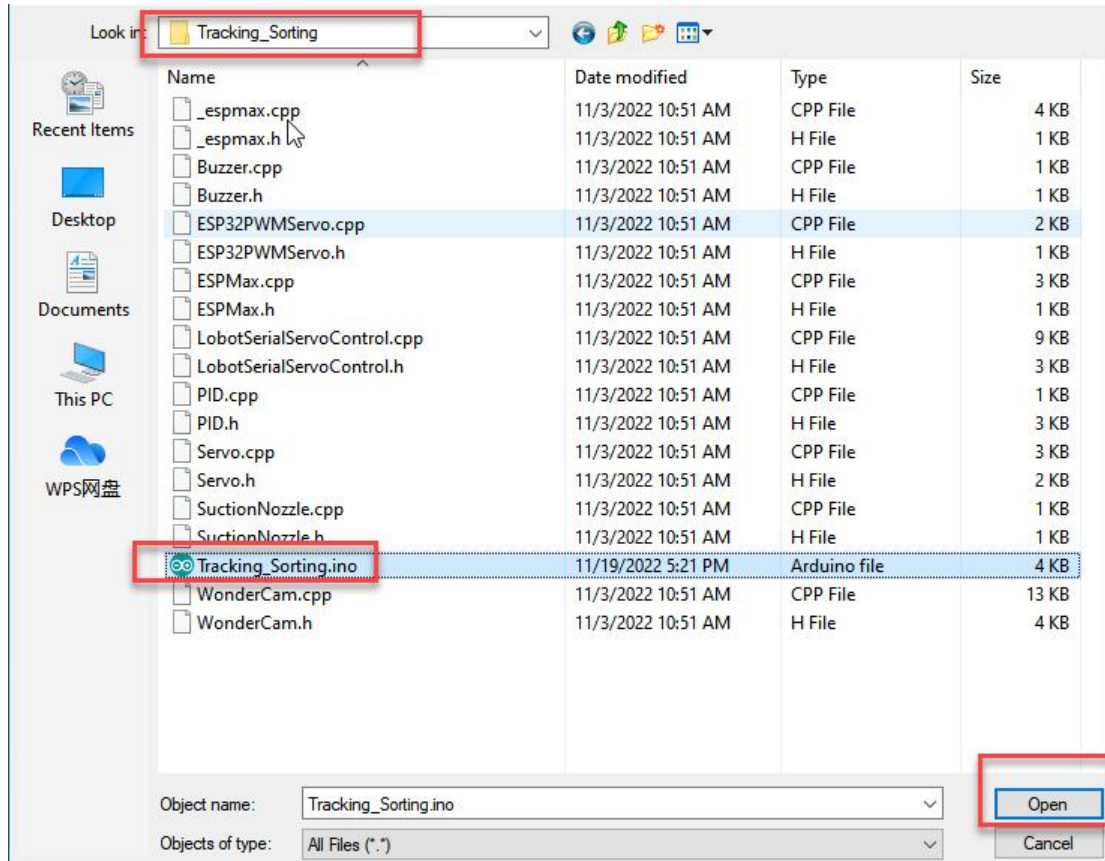 Look in: Tracking_Sorting
Name Date modified Type Size
_espmax.cpp 11/3/2022 10:51 AM CPP File 4 KB
_espmax.h 11/3/2022 10:51 AM H File 1 KB
Buzzer.cpp 11/3/2022 10:51 AM CPP File 1 KB
Buzzer.h 11/3/2022 10:51 AM H File 1 KB
ESP32PWMServo.cpp 11/3/2022 10:51 AM CPP File 2 KB
ESP32PWMServo.h 11/3/2022 10:51 AM H File 1 KB
ESPMax.cpp 11/3/2022 10:51 AM CPP File 3 KB
ESPMax.h 11/3/2022 10:51 AM H File 1 KB
LobotSerialServoControl.cpp 11/3/2022 10:51 AM CPP File 9 KB
LobotSerialServoControl.h 11/3/2022 10:51 AM H File 3 KB
PID.cpp 11/3/2022 10:51 AM CPP File 1 KB
PID.h 11/3/2022 10:51 AM H File 3 KB
Servo.cpp 11/3/2022 10:51 AM CPP File 3 KB
Servo.h 11/3/2022 10:51 AM H File 2 KB
SuctionNozzle.cpp 11/3/2022 10:51 AM CPP File 1 KB
SuctionNozzle.h 11/3/2022 10:51 AM H File 1 KB
Tracking_Sorting.ino 11/19/2022 5:21 PM Arduino file 4 KB
WonderCam.cpp 11/3/2022 10:51 AM CPP File 13 KB
WonderCam.h 11/3/2022 10:51 AM H File 4 KB
Recent Items
Desktop
Documents
This PC
WPS网盘
Object name: Tracking_Sorting.ino Open
Objects of type: All Files (*.*) Cancel